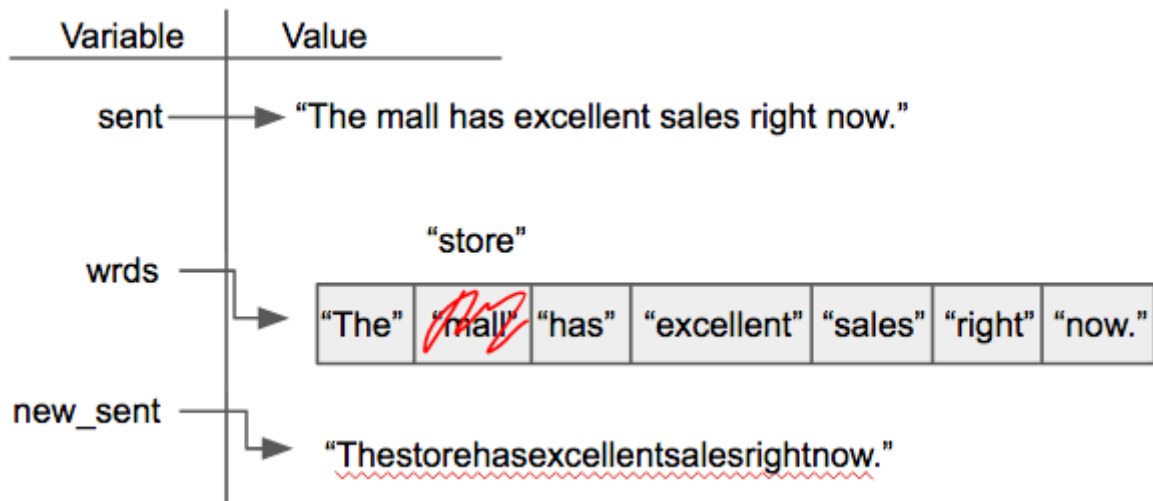 Variable Value
sent “The mall has excellent sales right now.”
“store”
wrds
“The” “mall” “has” “excellent” “sales” “right” “now.”
new_sent
“Thestorehasexcellentsalesrightnow.”